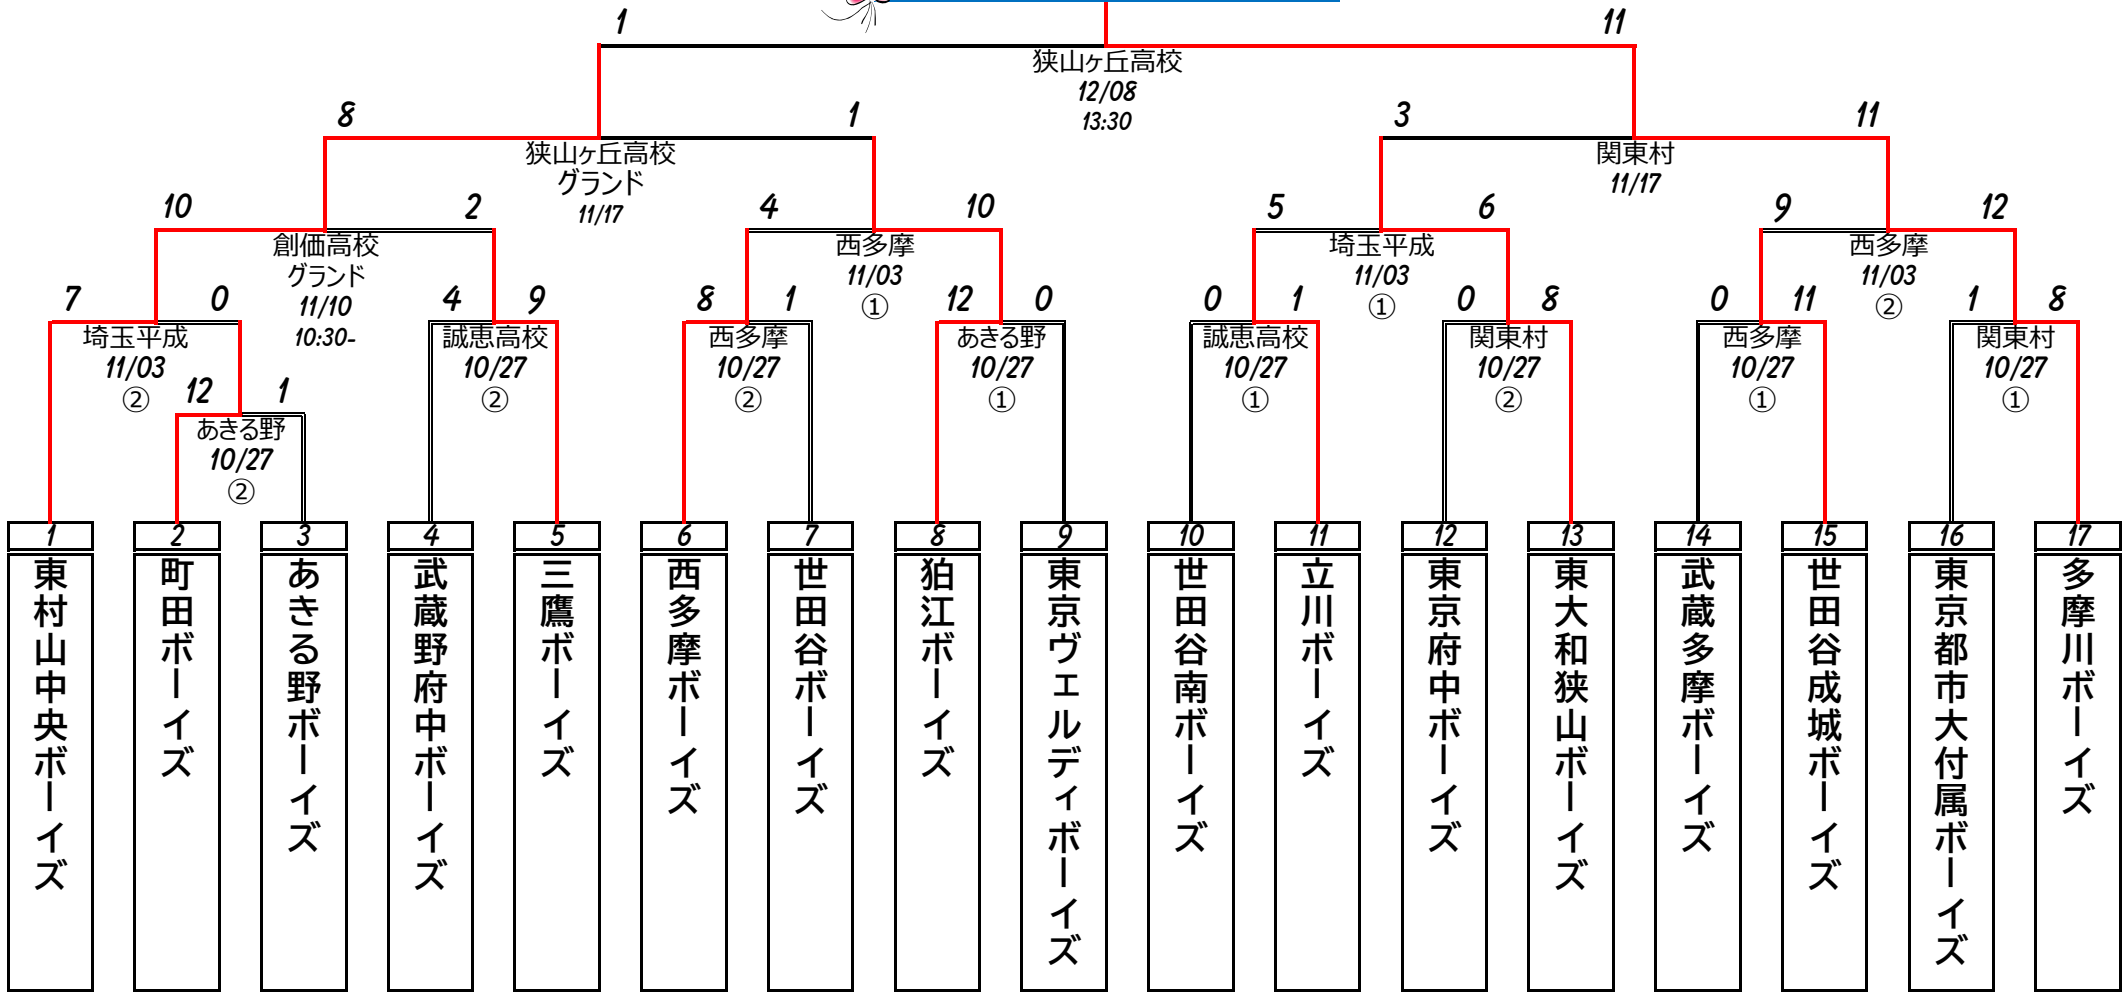 1 11
狭山ヶ丘高校
12/08
13:30
8 1 3 11
狭山ヶ丘高校
グランド
11/17
関東村
11/17
10 2 4 10 5 6 9 12
創価高校
グランド
11/10
10:30-
西多摩
11/03
①
埼玉平成
11/03
①
西多摩
11/03
②
7 0 4 9 8 1 12 0 0 1 0 8 0 11 1 8
埼玉平成
11/03
②
誠恵高校
10/27
②
西多摩
10/27
②
あきる野
10/27
①
誠恵高校
10/27
①
関東村
10/27
②
西多摩
10/27
①
関東村
10/27
①
12 1
あきる野
10/27
②
1
東村山中央ボーイズ
2
町田ボーイズ
3
あきる野ボーイズ
4
武蔵野府中ボーイズ
5
三鷹ボーイズ
6
西多摩ボーイズ
7
世田谷ボーイズ
8
狛江ボーイズ
9
東京ヴェルディボーイズ
10
世田谷南ボーイズ
11
立川ボーイズ
12
東京府中ボーイズ
13
東大和狭山ボーイズ
14
武蔵多摩ボーイズ
15
世田谷成城ボーイズ
16
東京都市大付属ボーイズ
17
多摩川ボーイズ